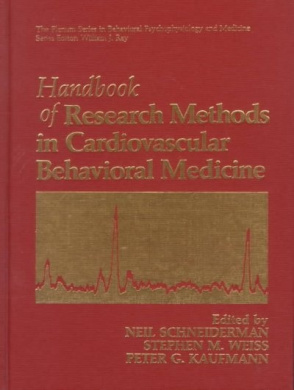 The Plenum Series in Behavioral Psychophysiology and Medicine
Series Editor: William J. Ray
Handbook
of Research Methods
in Cardiovascular
Behavioral Medicine
Edited by
NEIL SCHNEIDERMAN
STEPHEN M. WEISS
PETER G. KAUFMANN